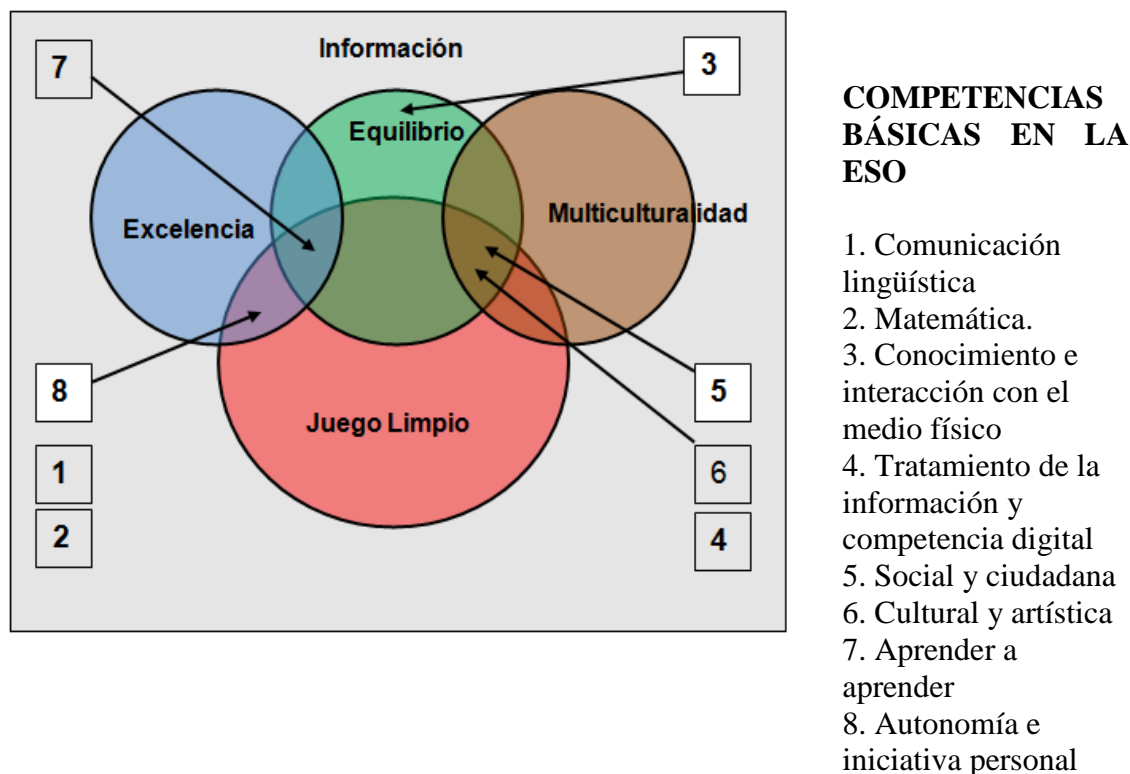 Información
7
3
Equilibrio
Excelencia
Multiculturalidad
8
5
Juego Limpio
1
6
2
4
COMPETENCIAS
BÁSICAS EN LA
ESO
1. Comunicación
lingüística
2. Matemática.
3. Conocimiento e
interacción con el
medio físico
4. Tratamiento de la
información y
competencia digital
5. Social y ciudadana
6. Cultural y artística
7. Aprender a
aprender
8. Autonomía e
iniciativa personal